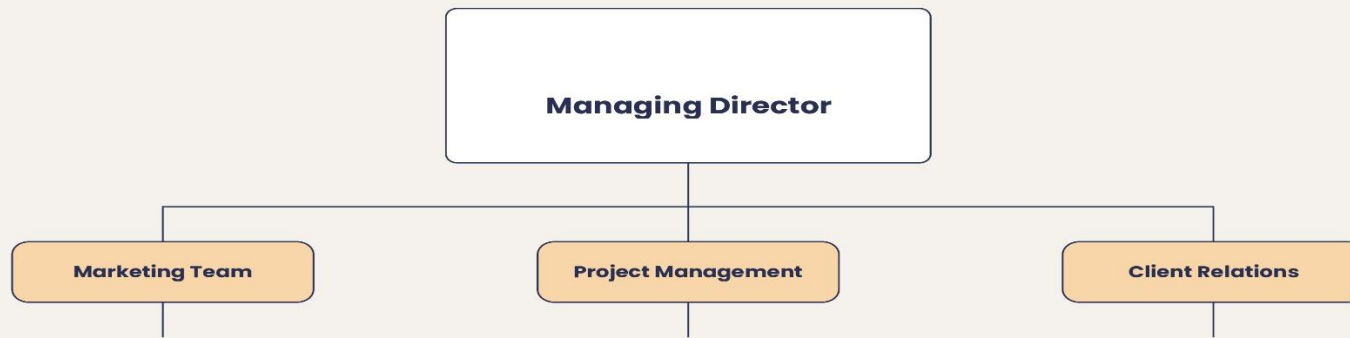 Managing Director
Marketing Team
Project Management
Client Relations